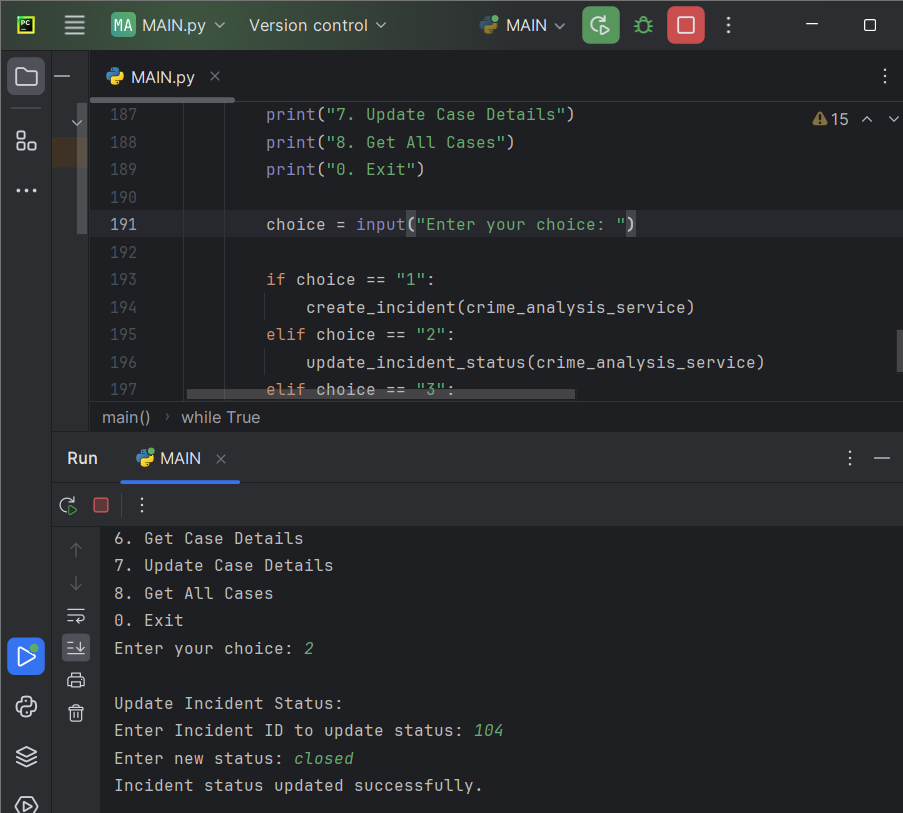 PC
MA MAIN.py Version control MAIN
MAIN.py
187 print("7. Update Case Details")
15
188 print("8. Get All Cases")
189 print("0. Exit")
190
191 choice = input("Enter your choice: ")
192
193 if choice == "1":
194 create_incident(crime_analysis_service)
195 elif choice == "2":
196 update_incident_status(crime_analysis_service)
197 elif choice == "3":
main() › while True
Run MAIN
6. Get Case Details
7. Update Case Details
8. Get All Cases
0. Exit
Enter your choice: 2
Update Incident Status:
Enter Incident ID to update status: 104
Enter new status: closed
Incident status updated successfully.